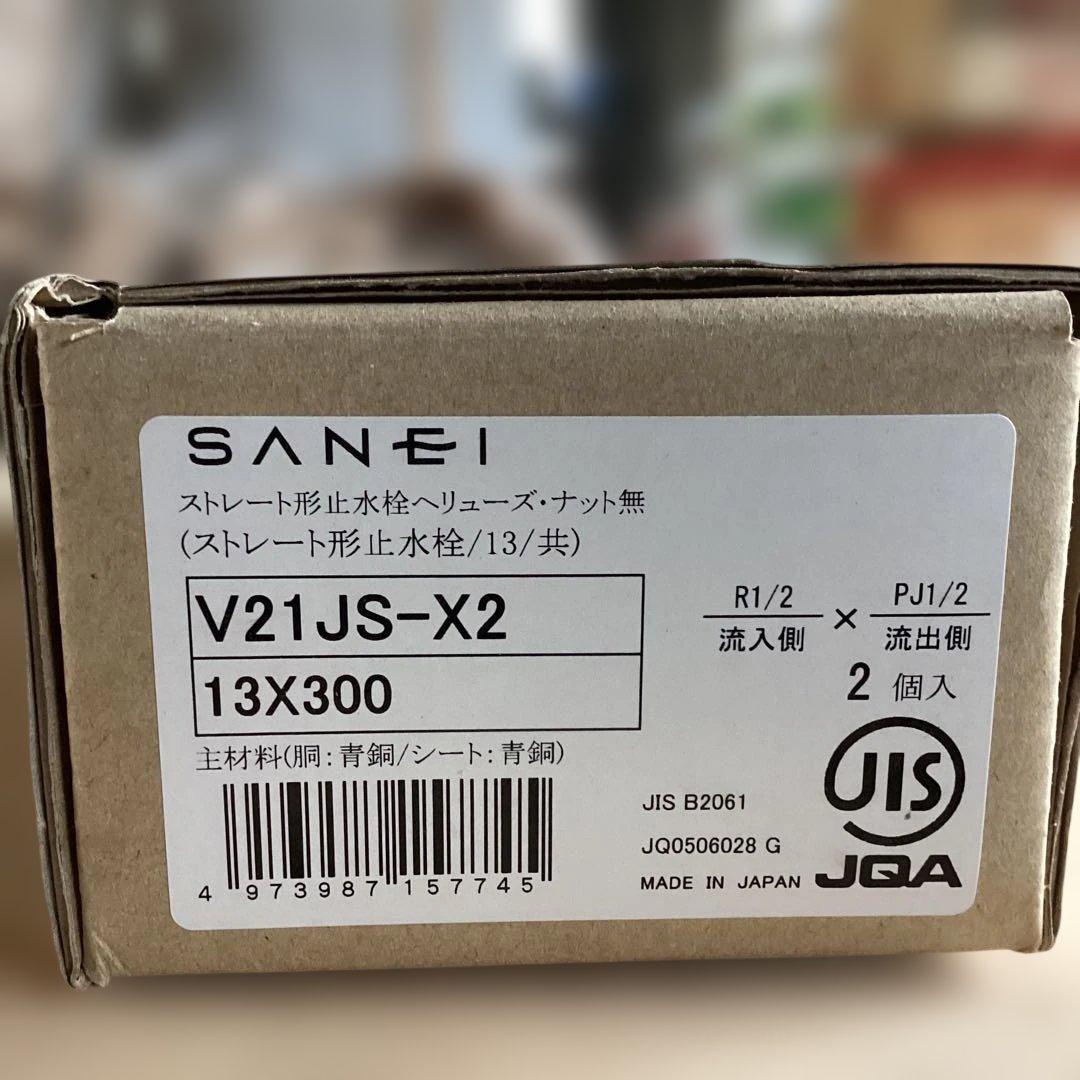 SANEI
ストレート形止水栓ヘリューズ・ナット無
(ストレート形止水栓/13/共)
V21JS-X2
13X300
R1/2
流入側
×
PJ1/2
流出側
2 個入
主材料(胴:青銅/シート:青銅)
4 973987 157745
JIS B2061
JQ0506028 G
MADE IN JAPAN
JIS
JQA